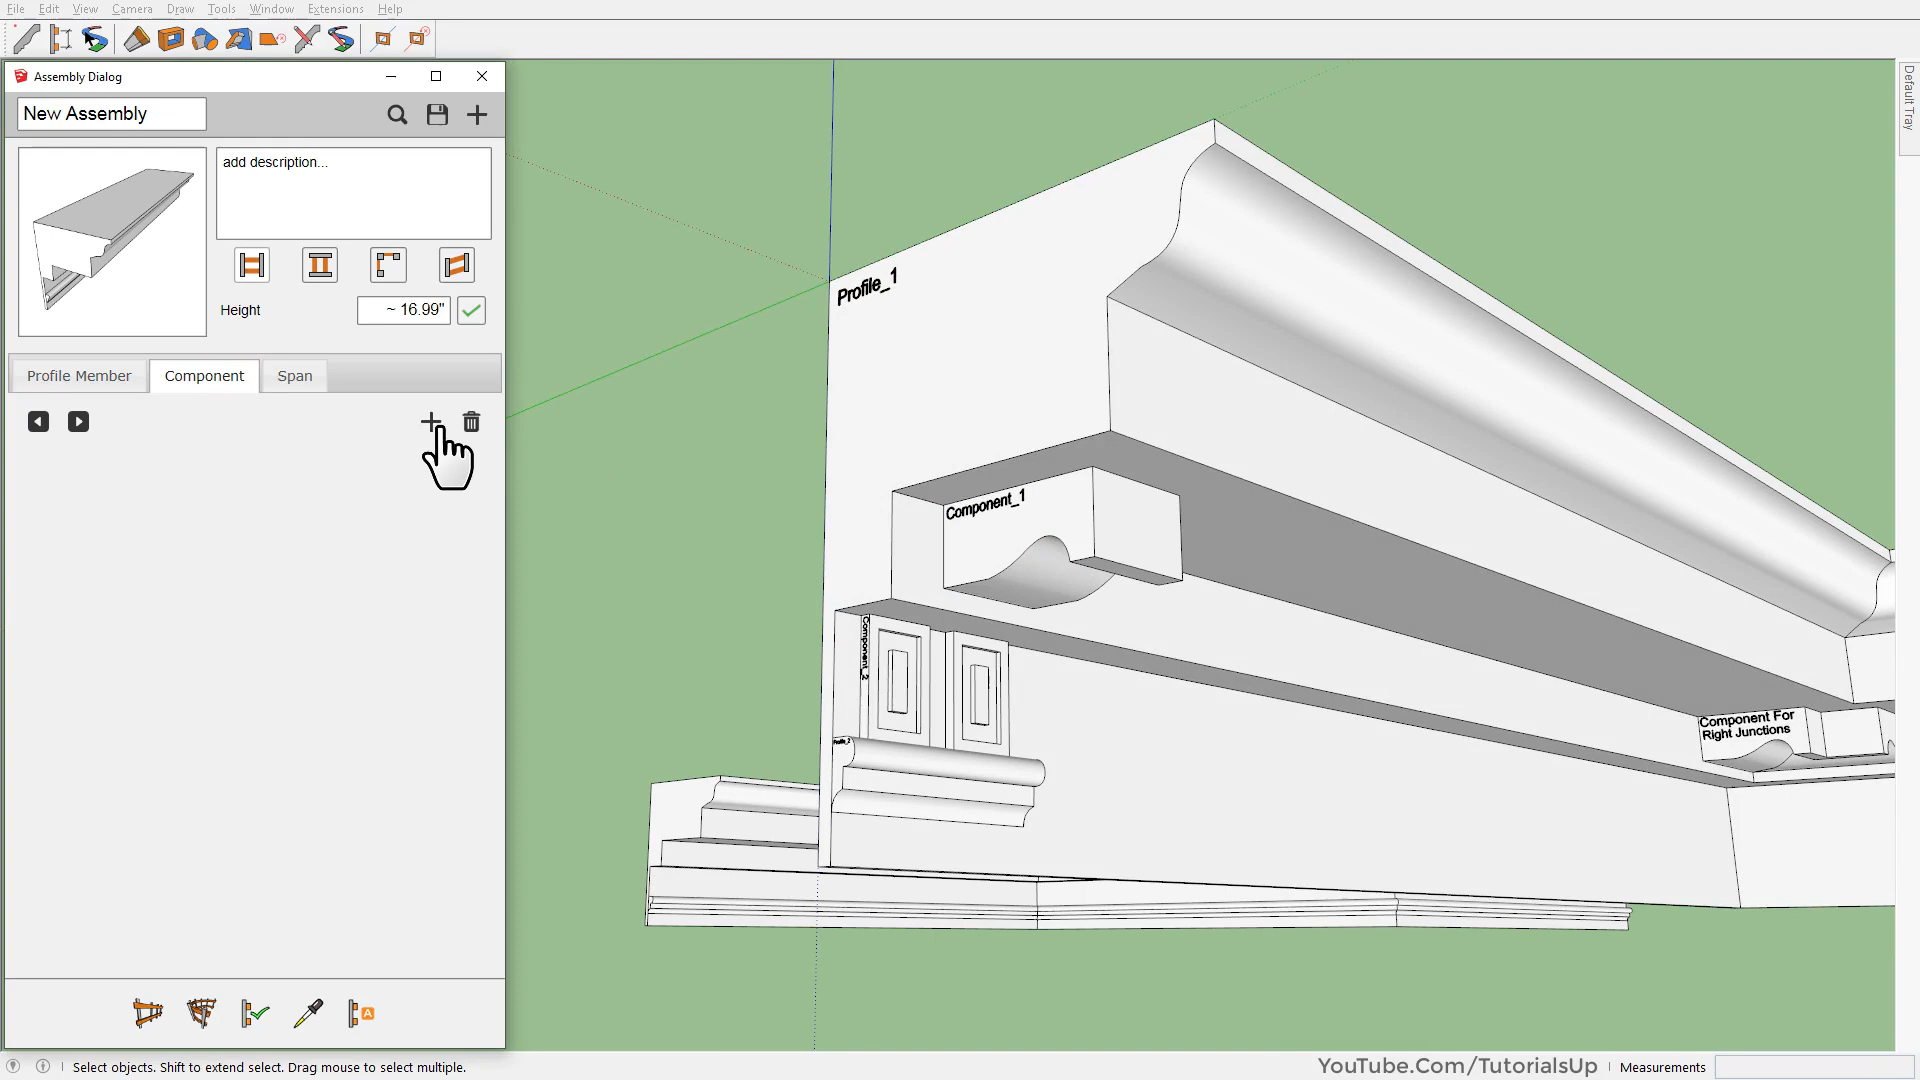 File Edit View Camera Draw Tools Window Extensions Help
Default Tray
Assembly Dialog
New Assembly
add description...
Height ~ 16.99"
Profile Member Component Span
A
Profile_1
Component_1
Component_2
Profile_2
Component For
Right Junctions
Select objects. Shift to extend select. Drag mouse to select multiple.
YouTube.Com/TutorialsUp
Measurements